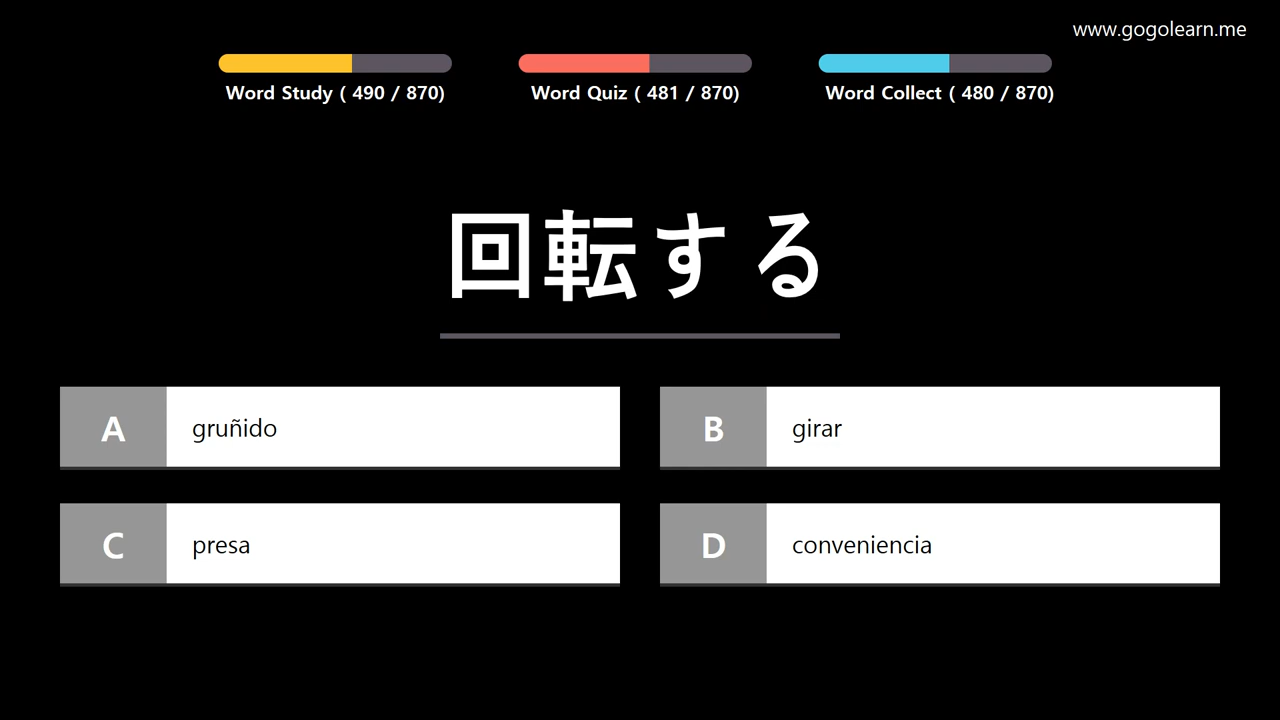 www.gogolearn.me
Word Study ( 490 / 870)
Word Quiz ( 481 / 870)
Word Collect ( 480 / 870)
回転する
A gruñido
B girar
C presa
D conveniencia